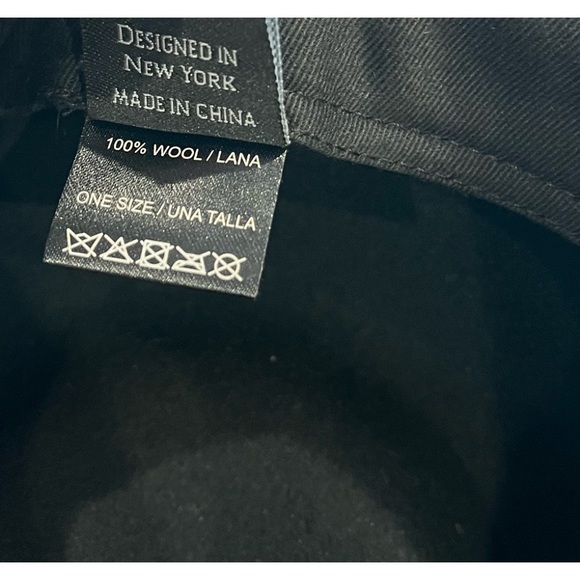 DESIGNED IN
NEW YORK
MADE IN CHINA
100% WOOL / LANA
ONE SIZE / UNA TALLA